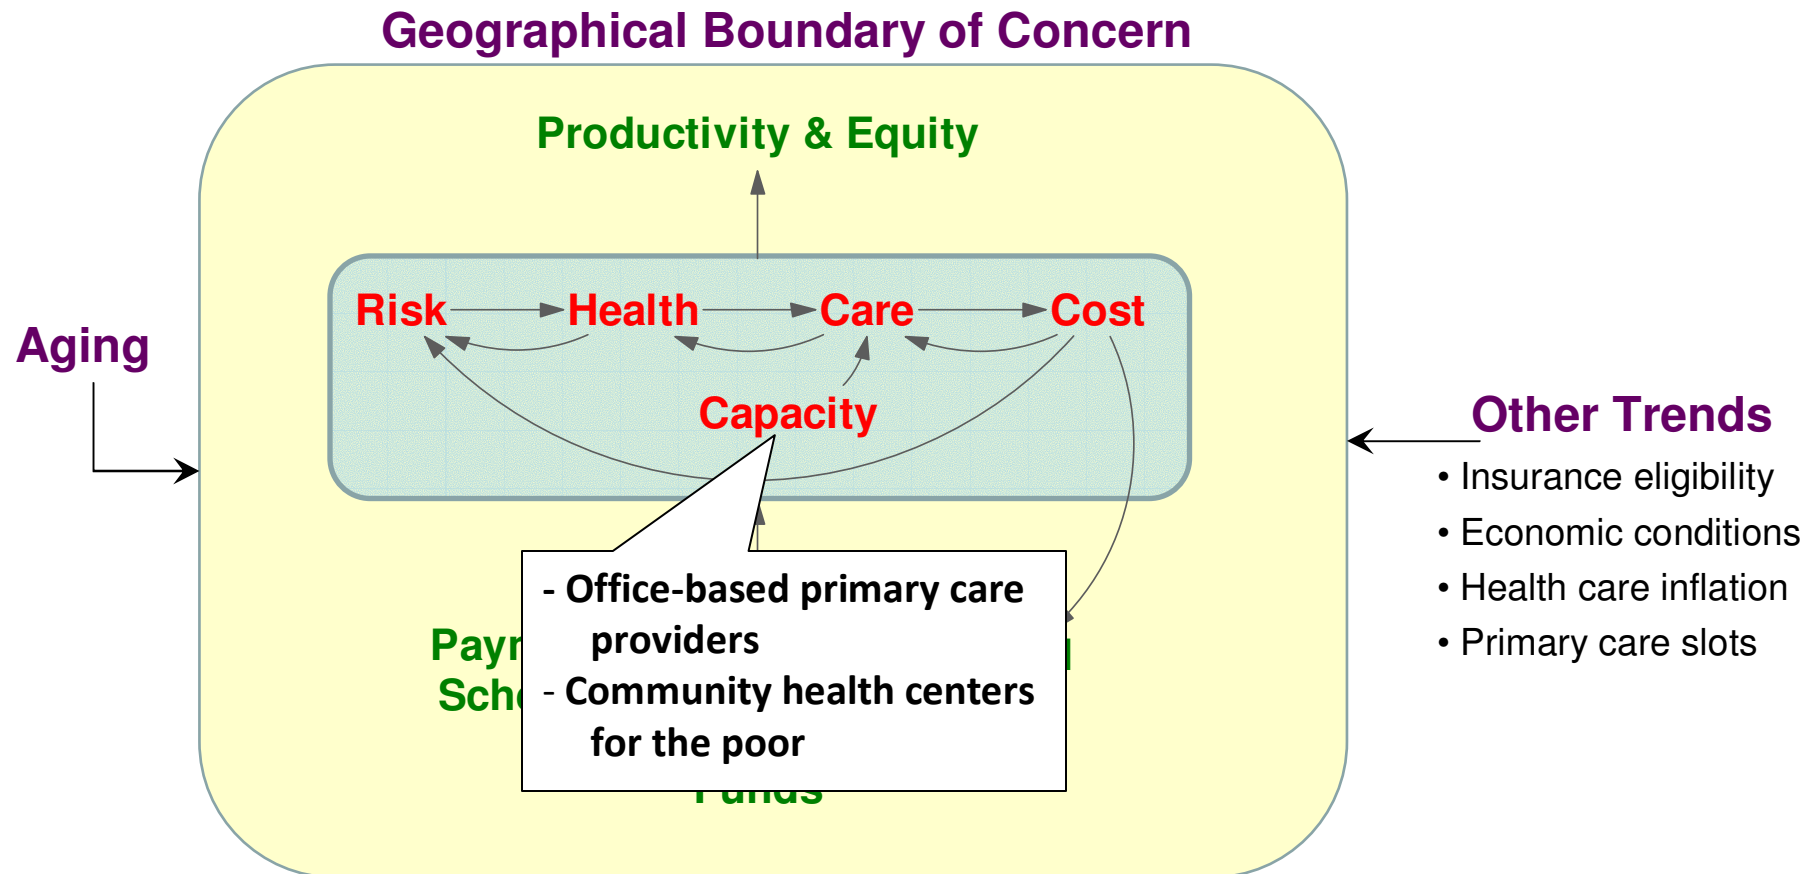 Geographical Boundary of Concern
Productivity & Equity
Risk Health Care Cost
Aging
Capacity
Other Trends
• Insurance eligibility
• Economic conditions
• Health care inflation
• Primary care slots
- Office-based primary care
providers
- Community health centers
for the poor
Funds